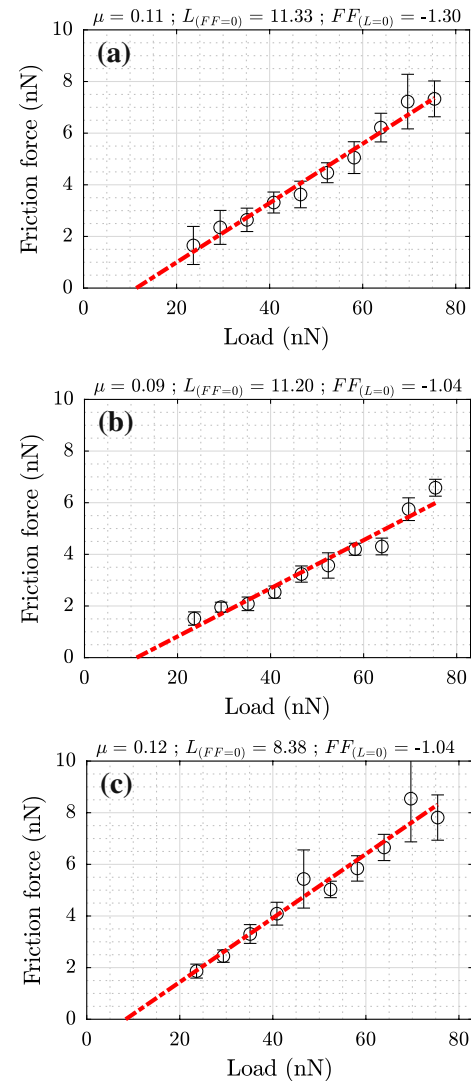 μ = 0.11 ; L(FF=0) = 11.33 ; FF(L=0) = -1.30
(a)
10
8
6
4
2
0
Friction force (nN)
0 20 40 60 80
Load (nN)
μ = 0.09 ; L(FF=0) = 11.20 ; FF(L=0) = -1.04
(b)
10
8
6
4
2
0
Friction force (nN)
0 20 40 60 80
Load (nN)
μ = 0.12 ; L(FF=0) = 8.38 ; FF(L=0) = -1.04
(c)
10
8
6
4
2
0
Friction force (nN)
0 20 40 60 80
Load (nN)